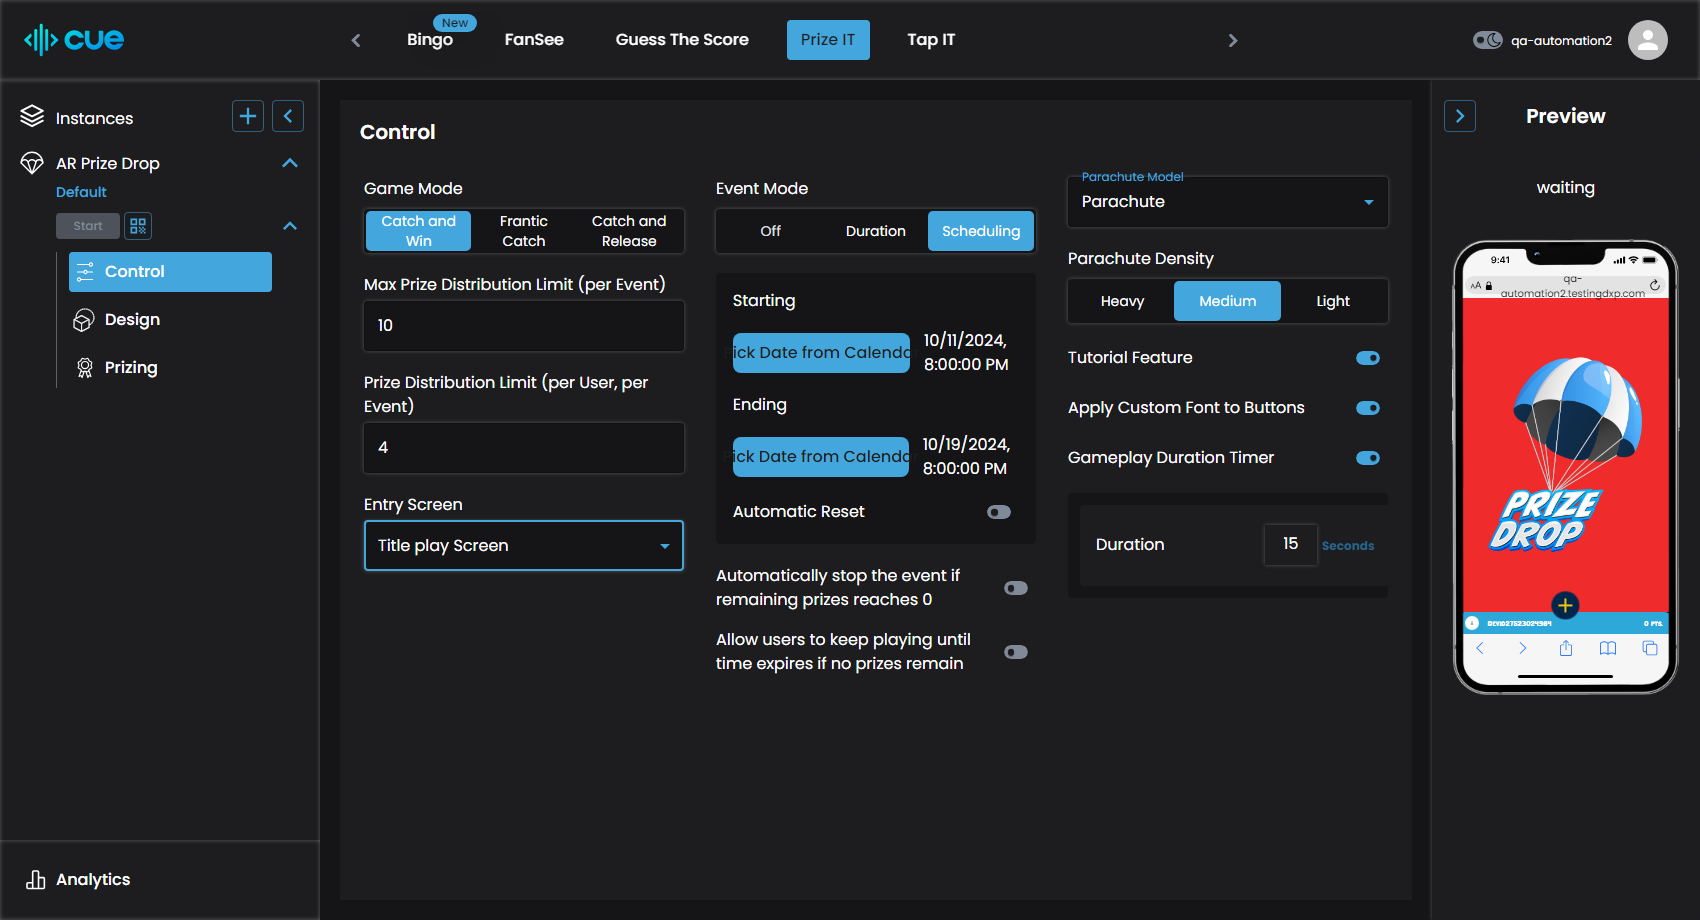 cue
New
Bingo
FanSee
Guess The Score
Prize IT
Tap IT
qa-automation2
Instances
AR Prize Drop
Default
Start
Control
Design
Prizing
Analytics
Control
Game Mode
Catch and
Win
Frantic
Catch
Catch and
Release
Max Prize Distribution Limit (per Event)
10
Prize Distribution Limit (per User, per
Event)
4
Entry Screen
Title play Screen
Event Mode
Off
Duration
Scheduling
Starting
ick Date from Calendar
10/11/2024,
8:00:00 PM
Ending
ick Date from Calendar
10/19/2024,
8:00:00 PM
Automatic Reset
Automatically stop the event if
remaining prizes reaches 0
Allow users to keep playing until
time expires if no prizes remain
Parachute Model
Parachute
Parachute Density
Heavy
Medium
Light
Tutorial Feature
Apply Custom Font to Buttons
Gameplay Duration Timer
Duration
15
Seconds
Preview
waiting
9:41
AA
qa-
automation2.testingdxp.com
PRIZE
DROP
0 PTS.